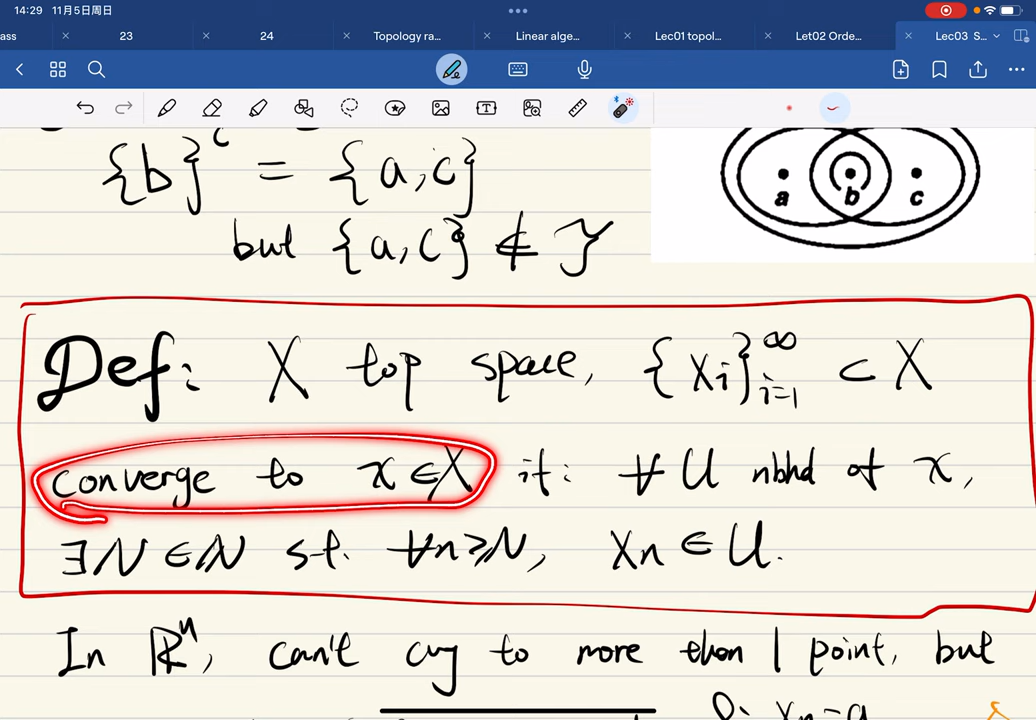 14:29 11月5日周日
ass 23 24 Topology ra... Linear alge... Lec01 topol... Let02 Orde... Lec03 S...
{b}ᶜ = {a,c}
but {a,c} ∉ 𝒯
a b c
Def: X top space, {xi}_{i=1}^∞ ⊂ X
converge to x∈X if: ∀ U nbhd of x,
∃N∈ℕ s.t. ∀n≥N, Xn∈U.
In ℝⁿ, can't cvg to more than 1 point, but